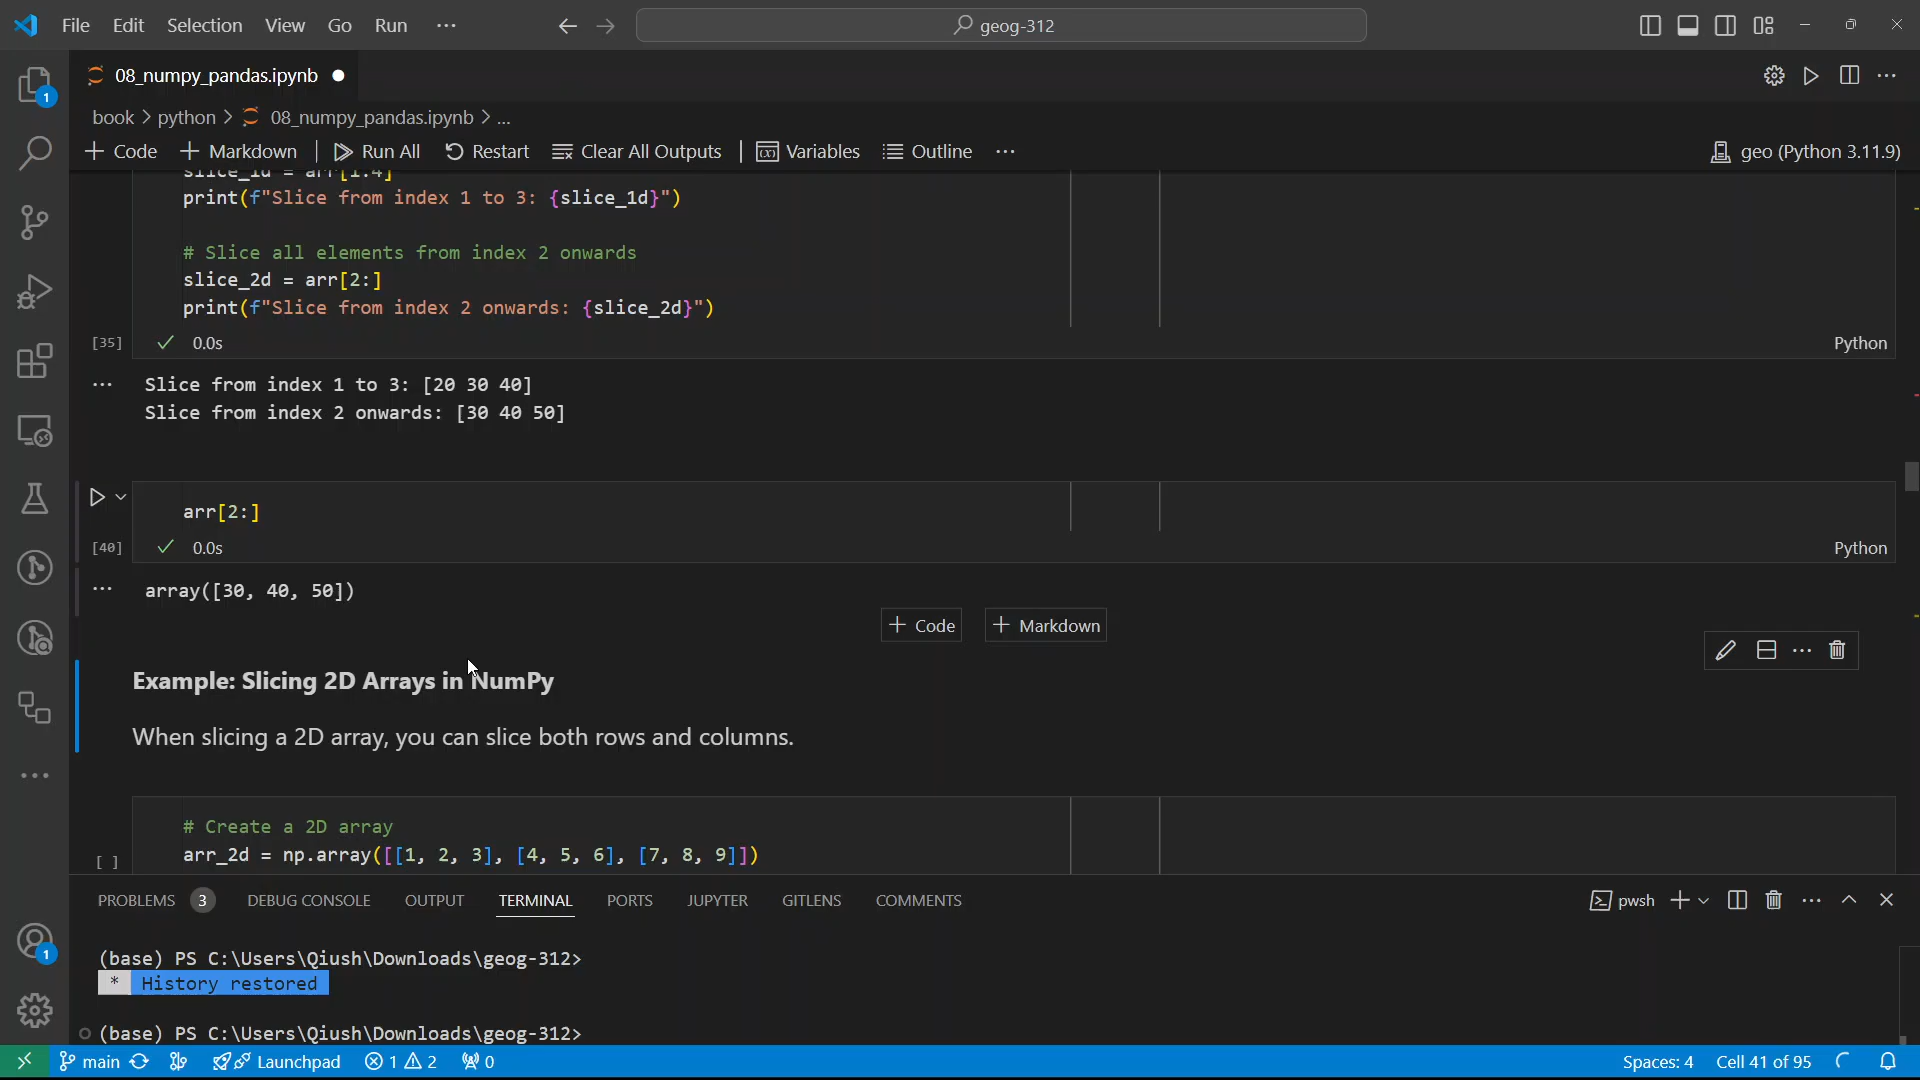 File Edit Selection View Go Run ···
geog-312
08_numpy_pandas.ipynb
book > python > 08_numpy_pandas.ipynb > ...
+ Code + Markdown Run All Restart Clear All Outputs Variables Outline ··· geo (Python 3.11.9)
slice_1d = arr[1:4]
print(f"Slice from index 1 to 3: {slice_1d}")
# Slice all elements from index 2 onwards
slice_2d = arr[2:]
print(f"Slice from index 2 onwards: {slice_2d}")
[35] ✓ 0.0s Python
Slice from index 1 to 3: [20 30 40]
Slice from index 2 onwards: [30 40 50]
arr[2:]
[40] ✓ 0.0s Python
array([30, 40, 50])
+ Code + Markdown
Example: Slicing 2D Arrays in NumPy
When slicing a 2D array, you can slice both rows and columns.
# Create a 2D array
arr_2d = np.array([[1, 2, 3], [4, 5, 6], [7, 8, 9]])
[ ]
PROBLEMS 3 DEBUG CONSOLE OUTPUT TERMINAL PORTS JUPYTER GITLENS COMMENTS pwsh
(base) PS C:\Users\Qiush\Downloads\geog-312>
* History restored
(base) PS C:\Users\Qiush\Downloads\geog-312>
main Launchpad 1 2 0 Spaces: 4 Cell 41 of 95
1
1